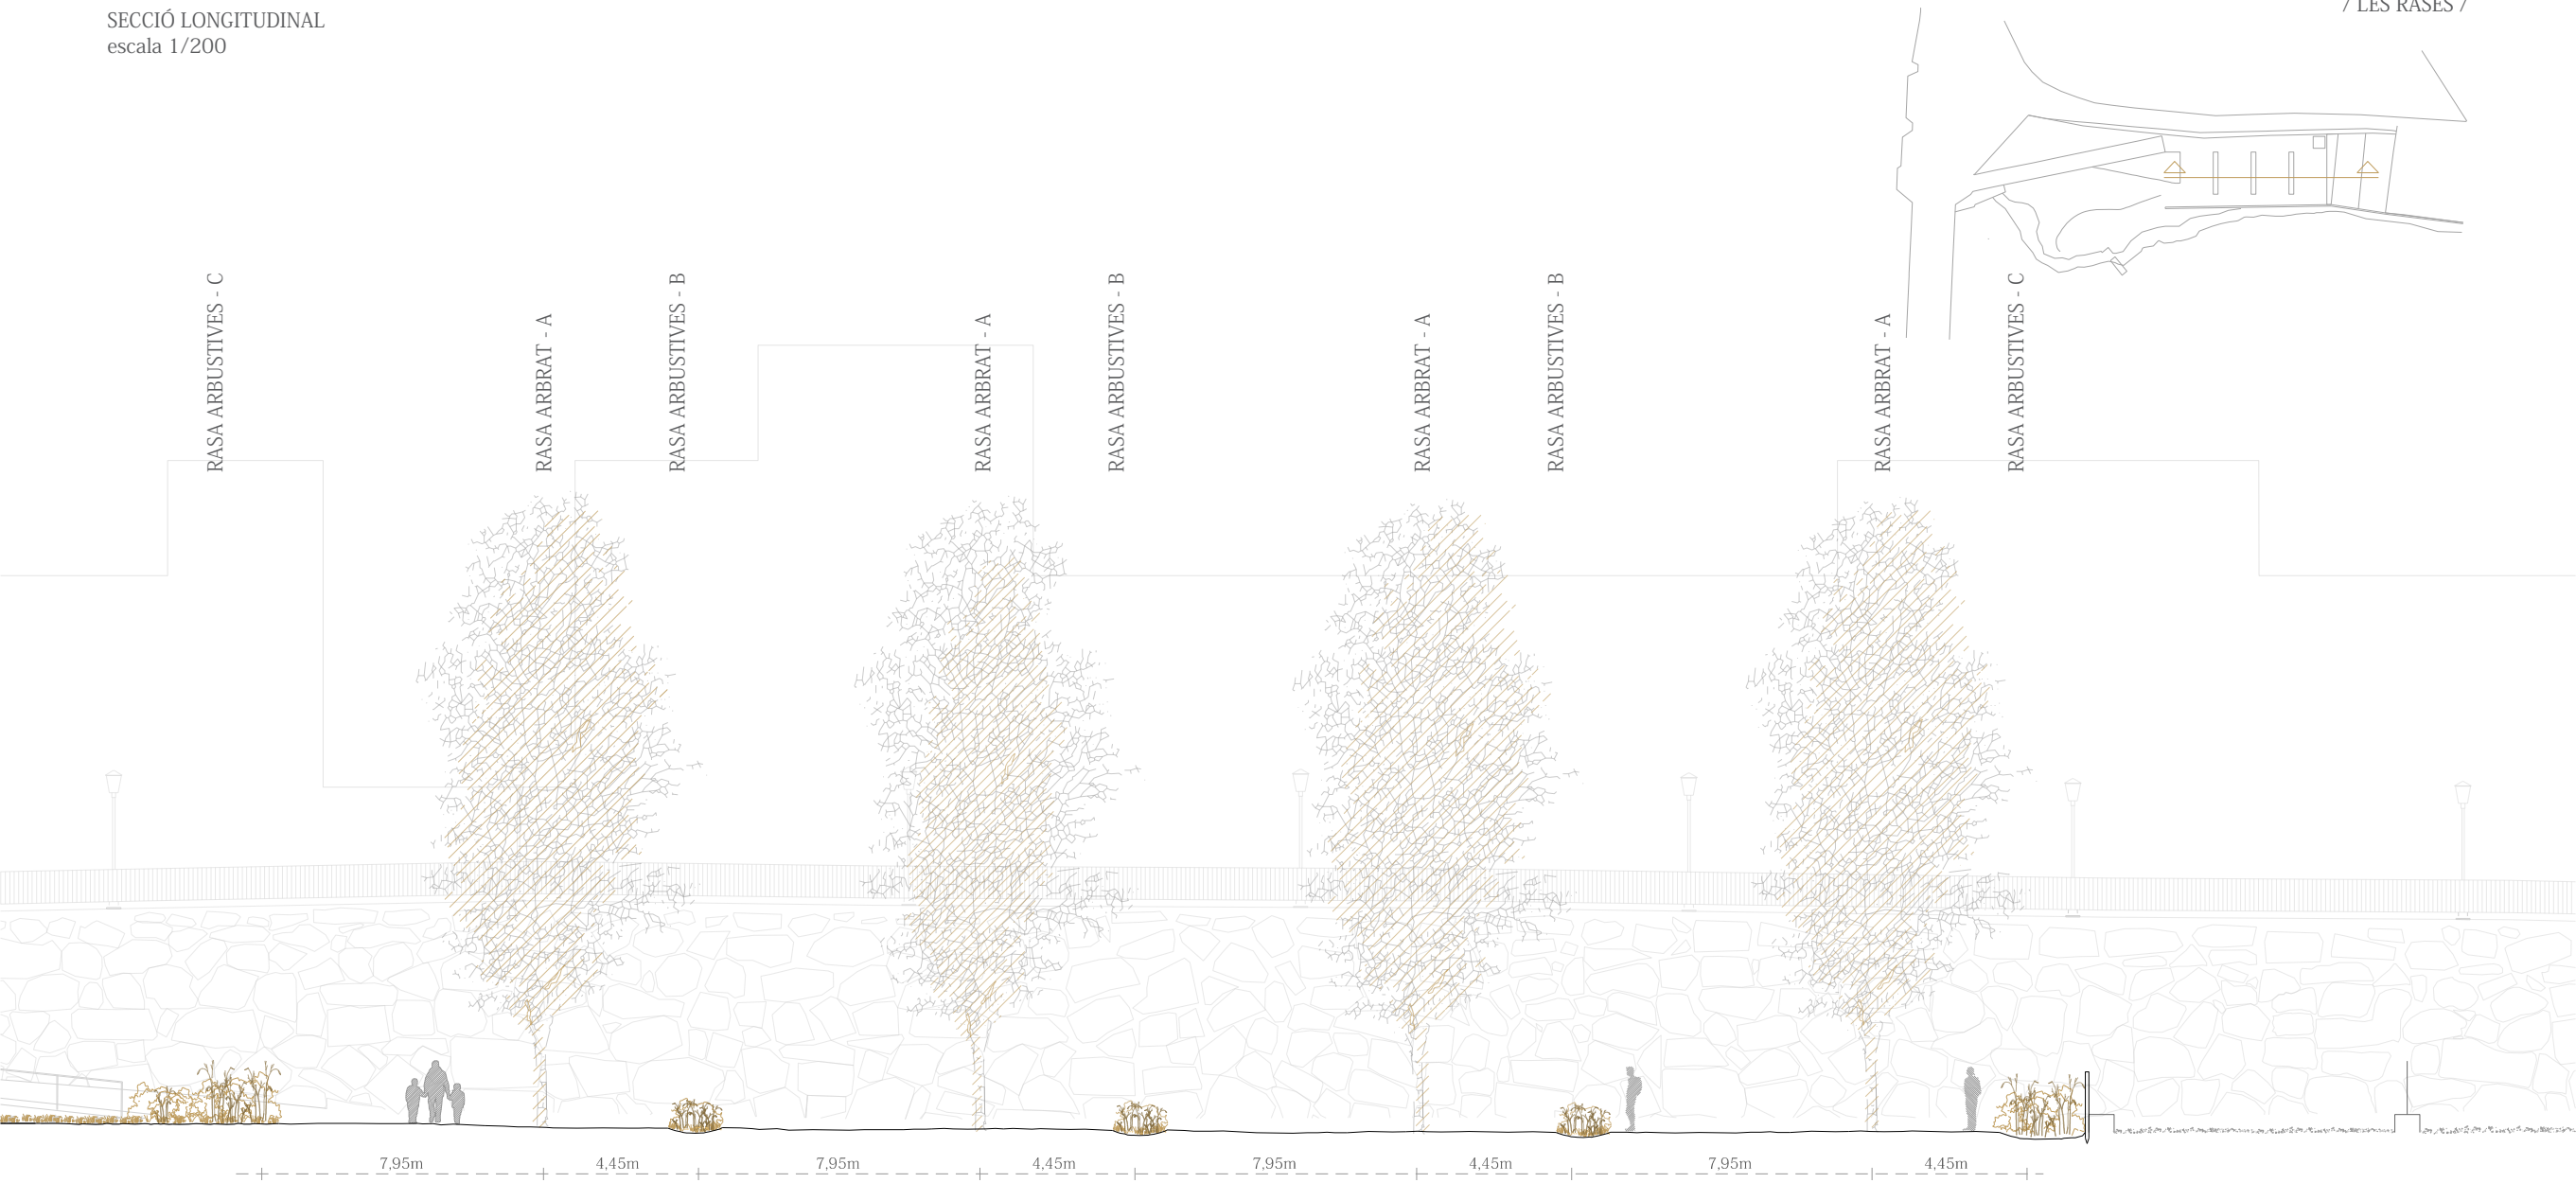 SECCIÓ LONGITUDINAL
escala 1/200
/ LES RASES /
RASA ARBUSTIVES - C
RASA ARBRAT - A
RASA ARBUSTIVES - B
RASA ARBRAT - A
RASA ARBUSTIVES - B
RASA ARBRAT - A
RASA ARBUSTIVES - B
RASA ARBRAT - A
RASA ARBUSTIVES - C
7,95m
4,45m
7,95m
4,45m
7,95m
4,45m
7,95m
4,45m